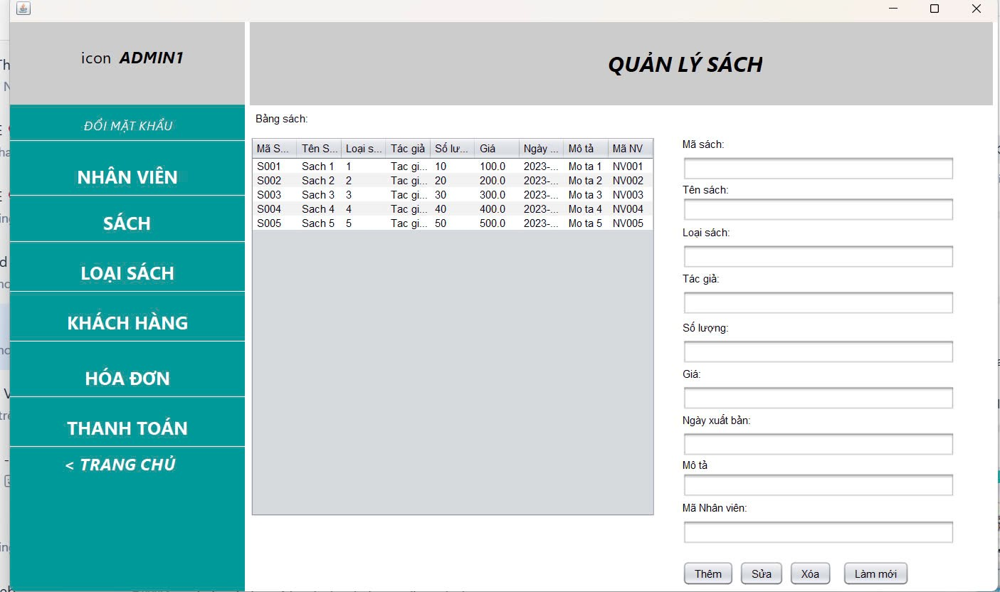 icon ADMIN1
QUẢN LÝ SÁCH
ĐỔI MẬT KHẨU
NHÂN VIÊN
SÁCH
LOẠI SÁCH
KHÁCH HÀNG
HÓA ĐƠN
THANH TOÁN
< TRANG CHỦ
Bảng sách:
Mã S... Tên S... Loại s... Tác giả Số lư... Giá Ngày ... Mô tả Mã NV
S001 Sach 1 1 Tac gi... 10 100.0 2023-... Mo ta 1 NV001
S002 Sach 2 2 Tac gi... 20 200.0 2023-... Mo ta 2 NV002
S003 Sach 3 3 Tac gi... 30 300.0 2023-... Mo ta 3 NV003
S004 Sach 4 4 Tac gi... 40 400.0 2023-... Mo ta 4 NV004
S005 Sach 5 5 Tac gi... 50 500.0 2023-... Mo ta 5 NV005
Mã sách:
Tên sách:
Loại sách:
Tác giả:
Số lượng:
Giá:
Ngày xuất bản:
Mô tả
Mã Nhân viên:
Thêm Sửa Xóa Làm mới